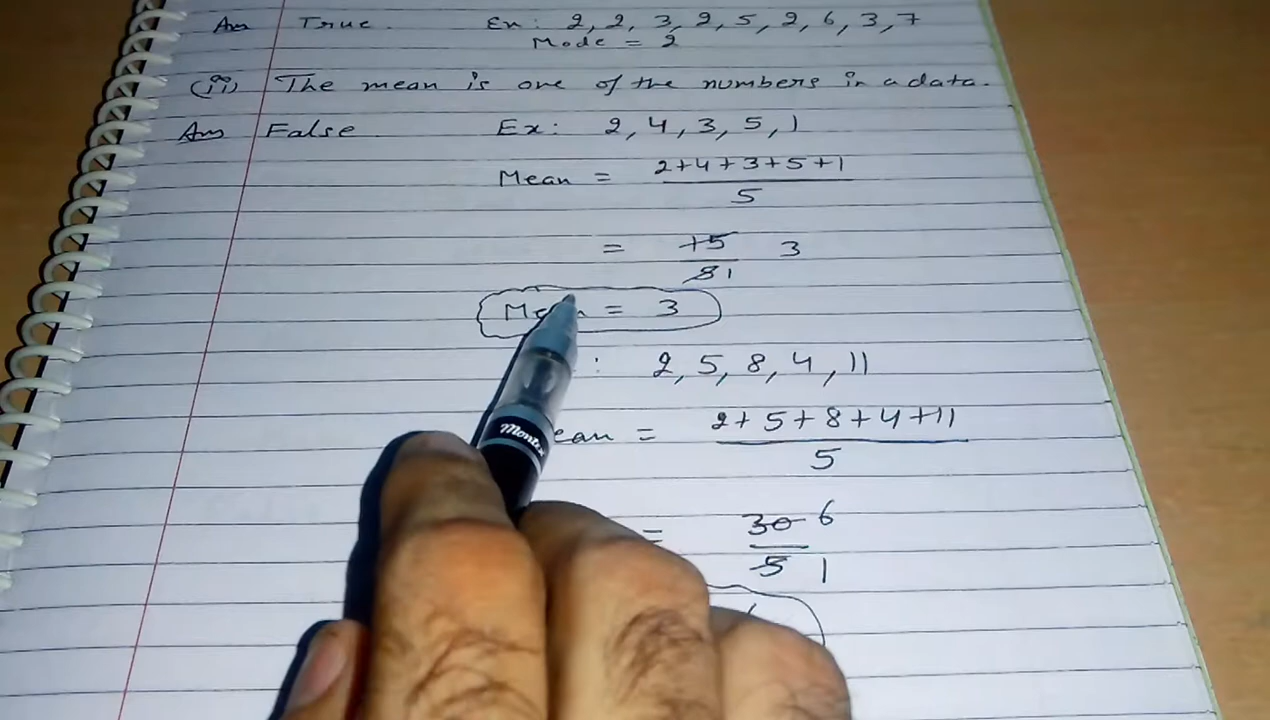 Ans True. Ex: 2, 2, 3, 2, 5, 2, 6, 3, 7
Mode = 2
(ii) The mean is one of the numbers in a data.
Ans False Ex: 2, 4, 3, 5, 1
Mean = 2+4+3+5+1
5
= 15 3
5 1
= 3
: 2, 5, 8, 4, 11
ean = 2+5+8+4+11
5
= 30 6
5 1
Montex